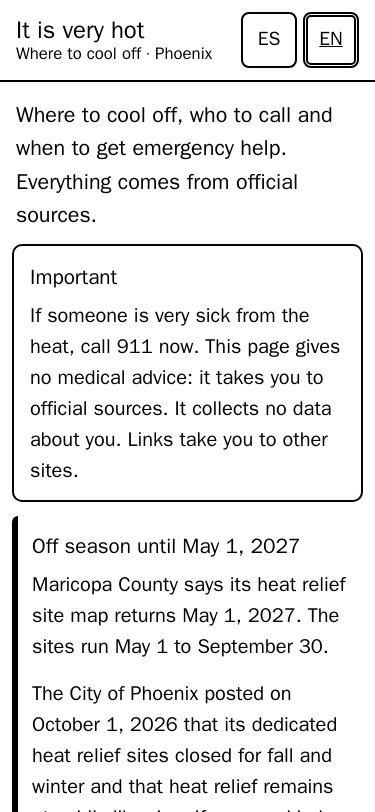 It is very hot
Where to cool off · Phoenix
ES
EN
Where to cool off, who to call and
when to get emergency help.
Everything comes from official
sources.
Important
If someone is very sick from the
heat, call 911 now. This page gives
no medical advice: it takes you to
official sources. It collects no data
about you. Links take you to other
sites.
Off season until May 1, 2027
Maricopa County says its heat relief
site map returns May 1, 2027. The
sites run May 1 to September 30.
The City of Phoenix posted on
October 1, 2026 that its dedicated
heat relief sites closed for fall and
winter and that heat relief remains